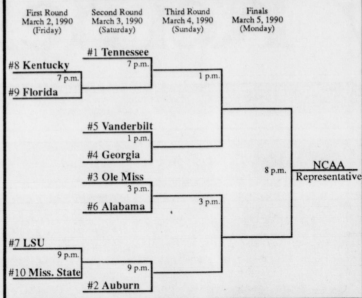 First Round Second Round Third Round Finals
March 2, 1990 March 3, 1990 March 4, 1990 March 5, 1990
(Friday) (Saturday) (Sunday) (Monday)
#1 Tennessee
7 p.m.
#8 Kentucky
7 p.m.
1 p.m.
#9 Florida
#5 Vanderbilt
1 p.m.
#4 Georgia
8 p.m.
NCAA
Representative
#3 Ole Miss
3 p.m.
#6 Alabama
3 p.m.
#7 LSU
9 p.m.
9 p.m.
#10 Miss. State
#2 Auburn